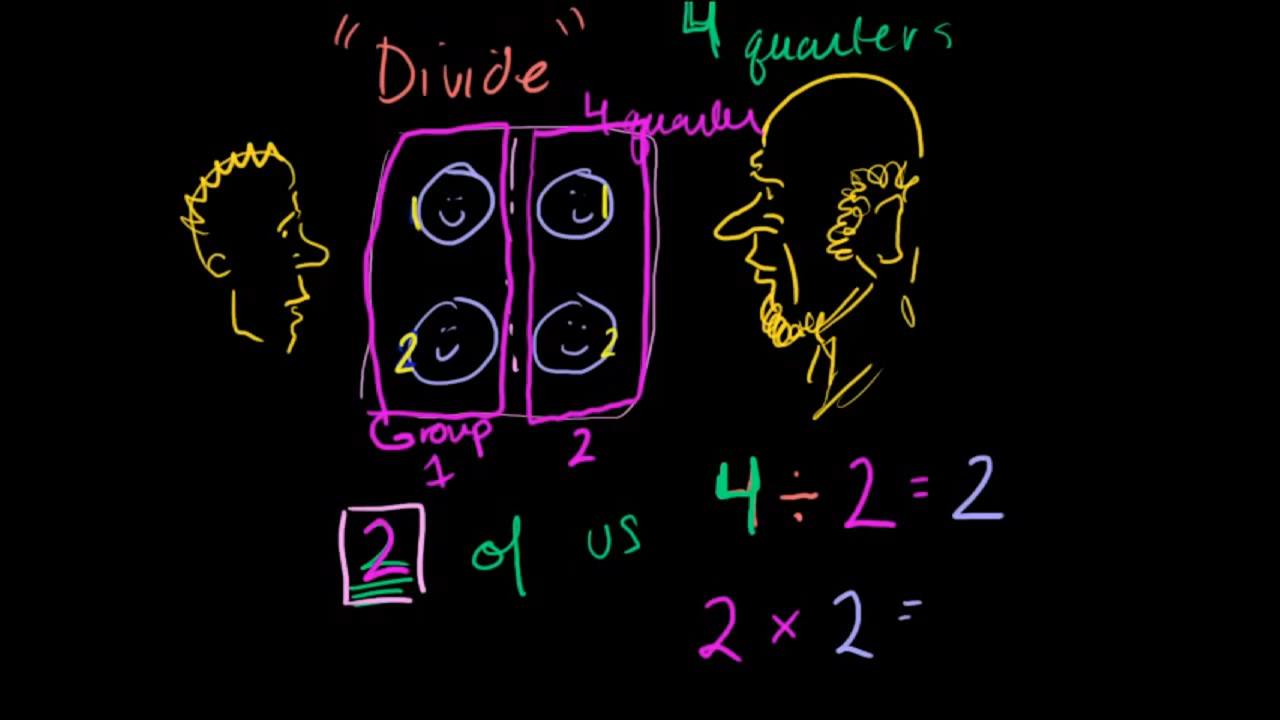 "Divide"
4 quarters
4 quarter
1 1
2 2
Group 2
1
4 ÷ 2 = 2
2 of us
2 × 2 =